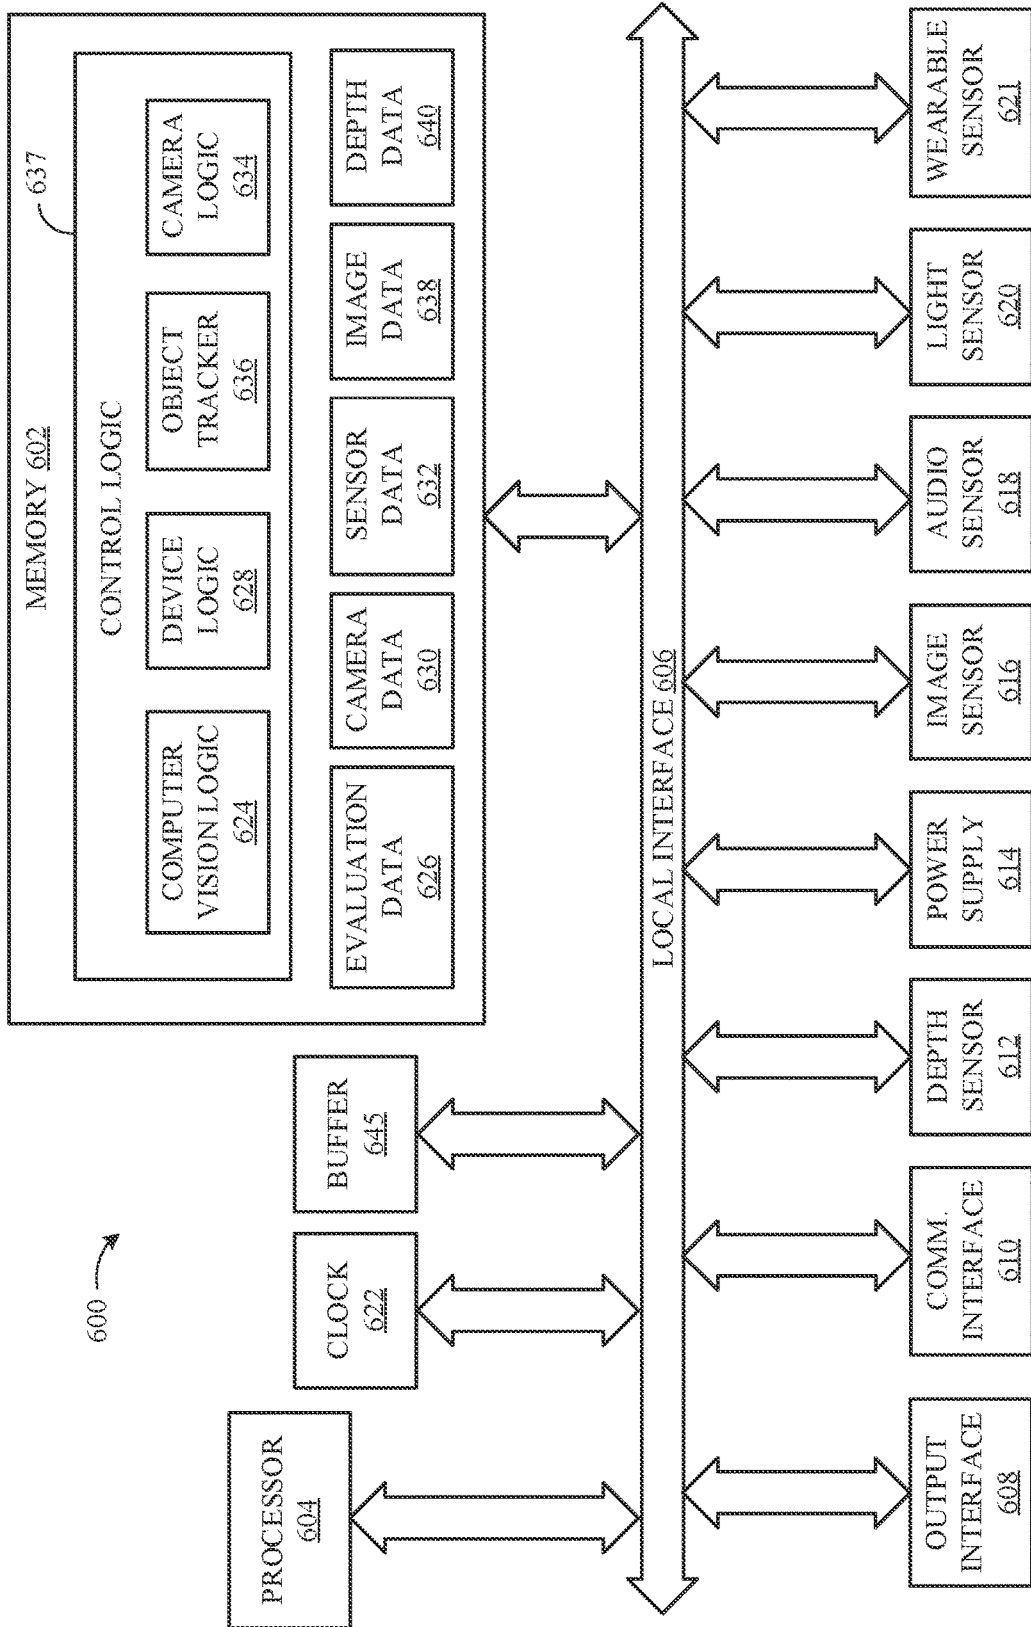 600
PROCESSOR
604
CLOCK
622
BUFFER
645
MEMORY 602
637
CONTROL LOGIC
COMPUTER
VISION LOGIC
624
DEVICE
LOGIC
628
OBJECT
TRACKER
636
CAMERA
LOGIC
634
EVALUATION
DATA
626
CAMERA
DATA
630
SENSOR
DATA
632
IMAGE
DATA
638
DEPTH
DATA
640
LOCAL INTERFACE 606
OUTPUT
INTERFACE
608
COMM.
INTERFACE
610
DEPTH
SENSOR
612
POWER
SUPPLY
614
IMAGE
SENSOR
616
AUDIO
SENSOR
618
LIGHT
SENSOR
620
WEARABLE
SENSOR
621